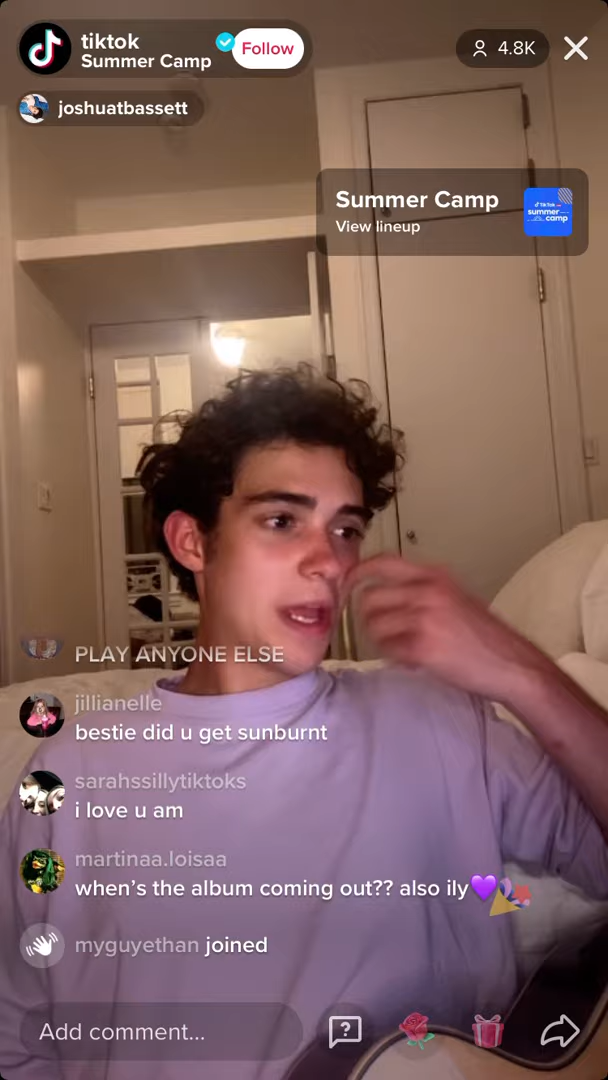 tiktok
Summer Camp
Follow
4.8K
joshuatbassett
Summer Camp
View lineup
TikTok
summer
camp
PLAY ANYONE ELSE
jillianelle
bestie did u get sunburnt
sarahssillytiktoks
i love u am
martinaa.loisaa
when's the album coming out?? also ily💜
myguyethan joined
Add comment...